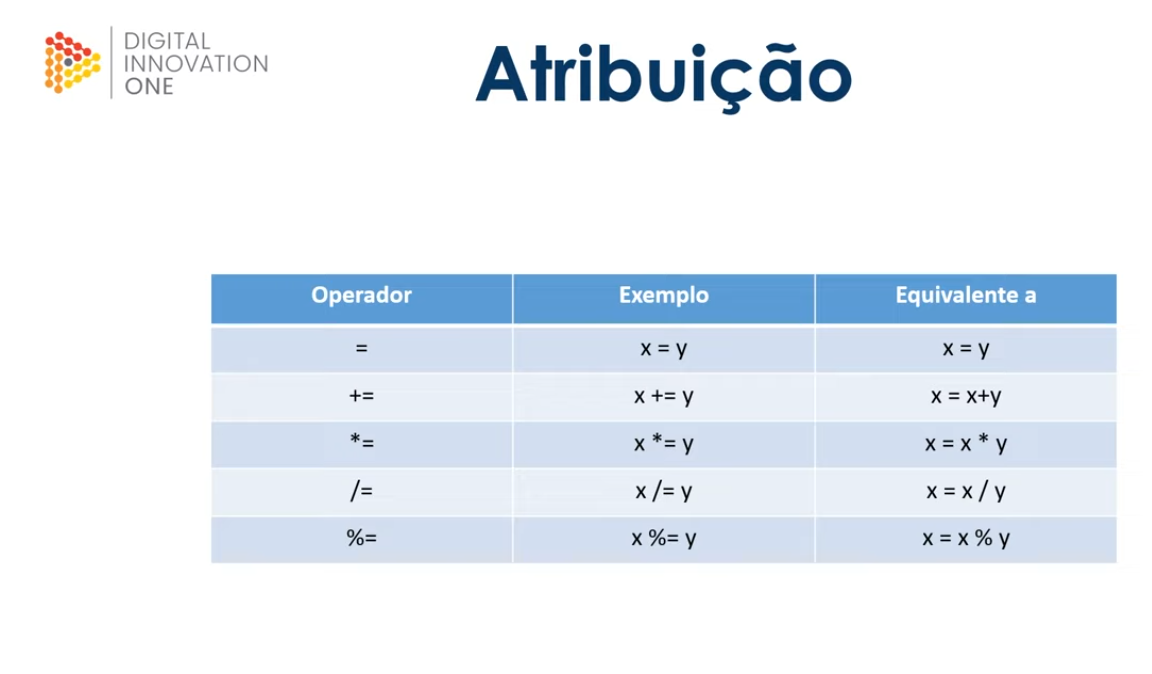 DIGITAL
INNOVATION
ONE
Atribuição
Operador Exemplo Equivalente a
= x = y x = y
+= x += y x = x+y
*= x *= y x = x * y
/= x /= y x = x / y
%= x %= y x = x % y